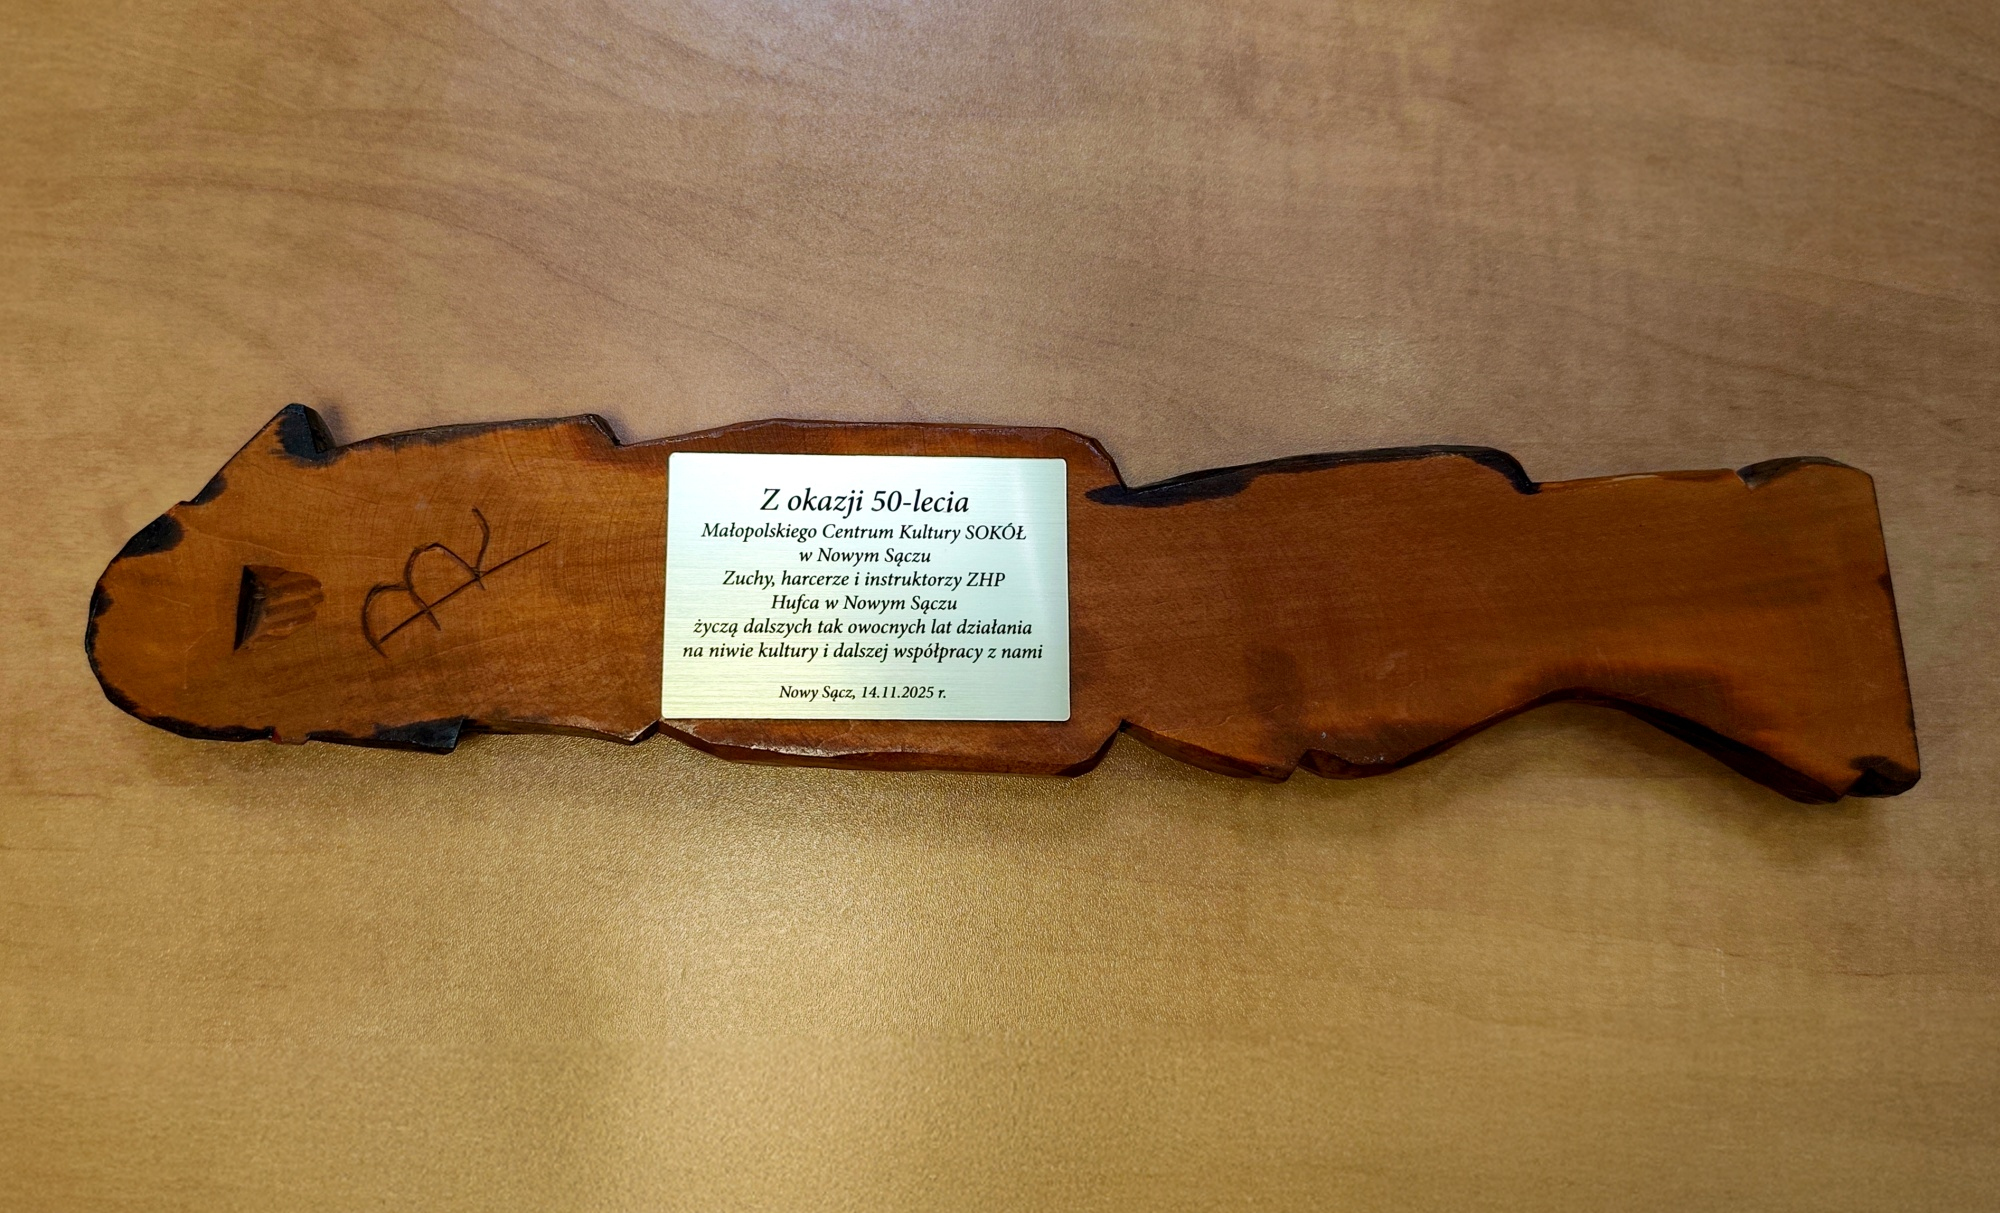 Z okazji 50-lecia
Małopolskiego Centrum Kultury SOKÓŁ
w Nowym Sączu
Zuchy, harcerze i instruktorzy ZHP
Hufca w Nowym Sączu
życzą dalszych tak owocnych lat działania
na niwie kultury i dalszej współpracy z nami
Nowy Sącz, 14.11.2025 r.